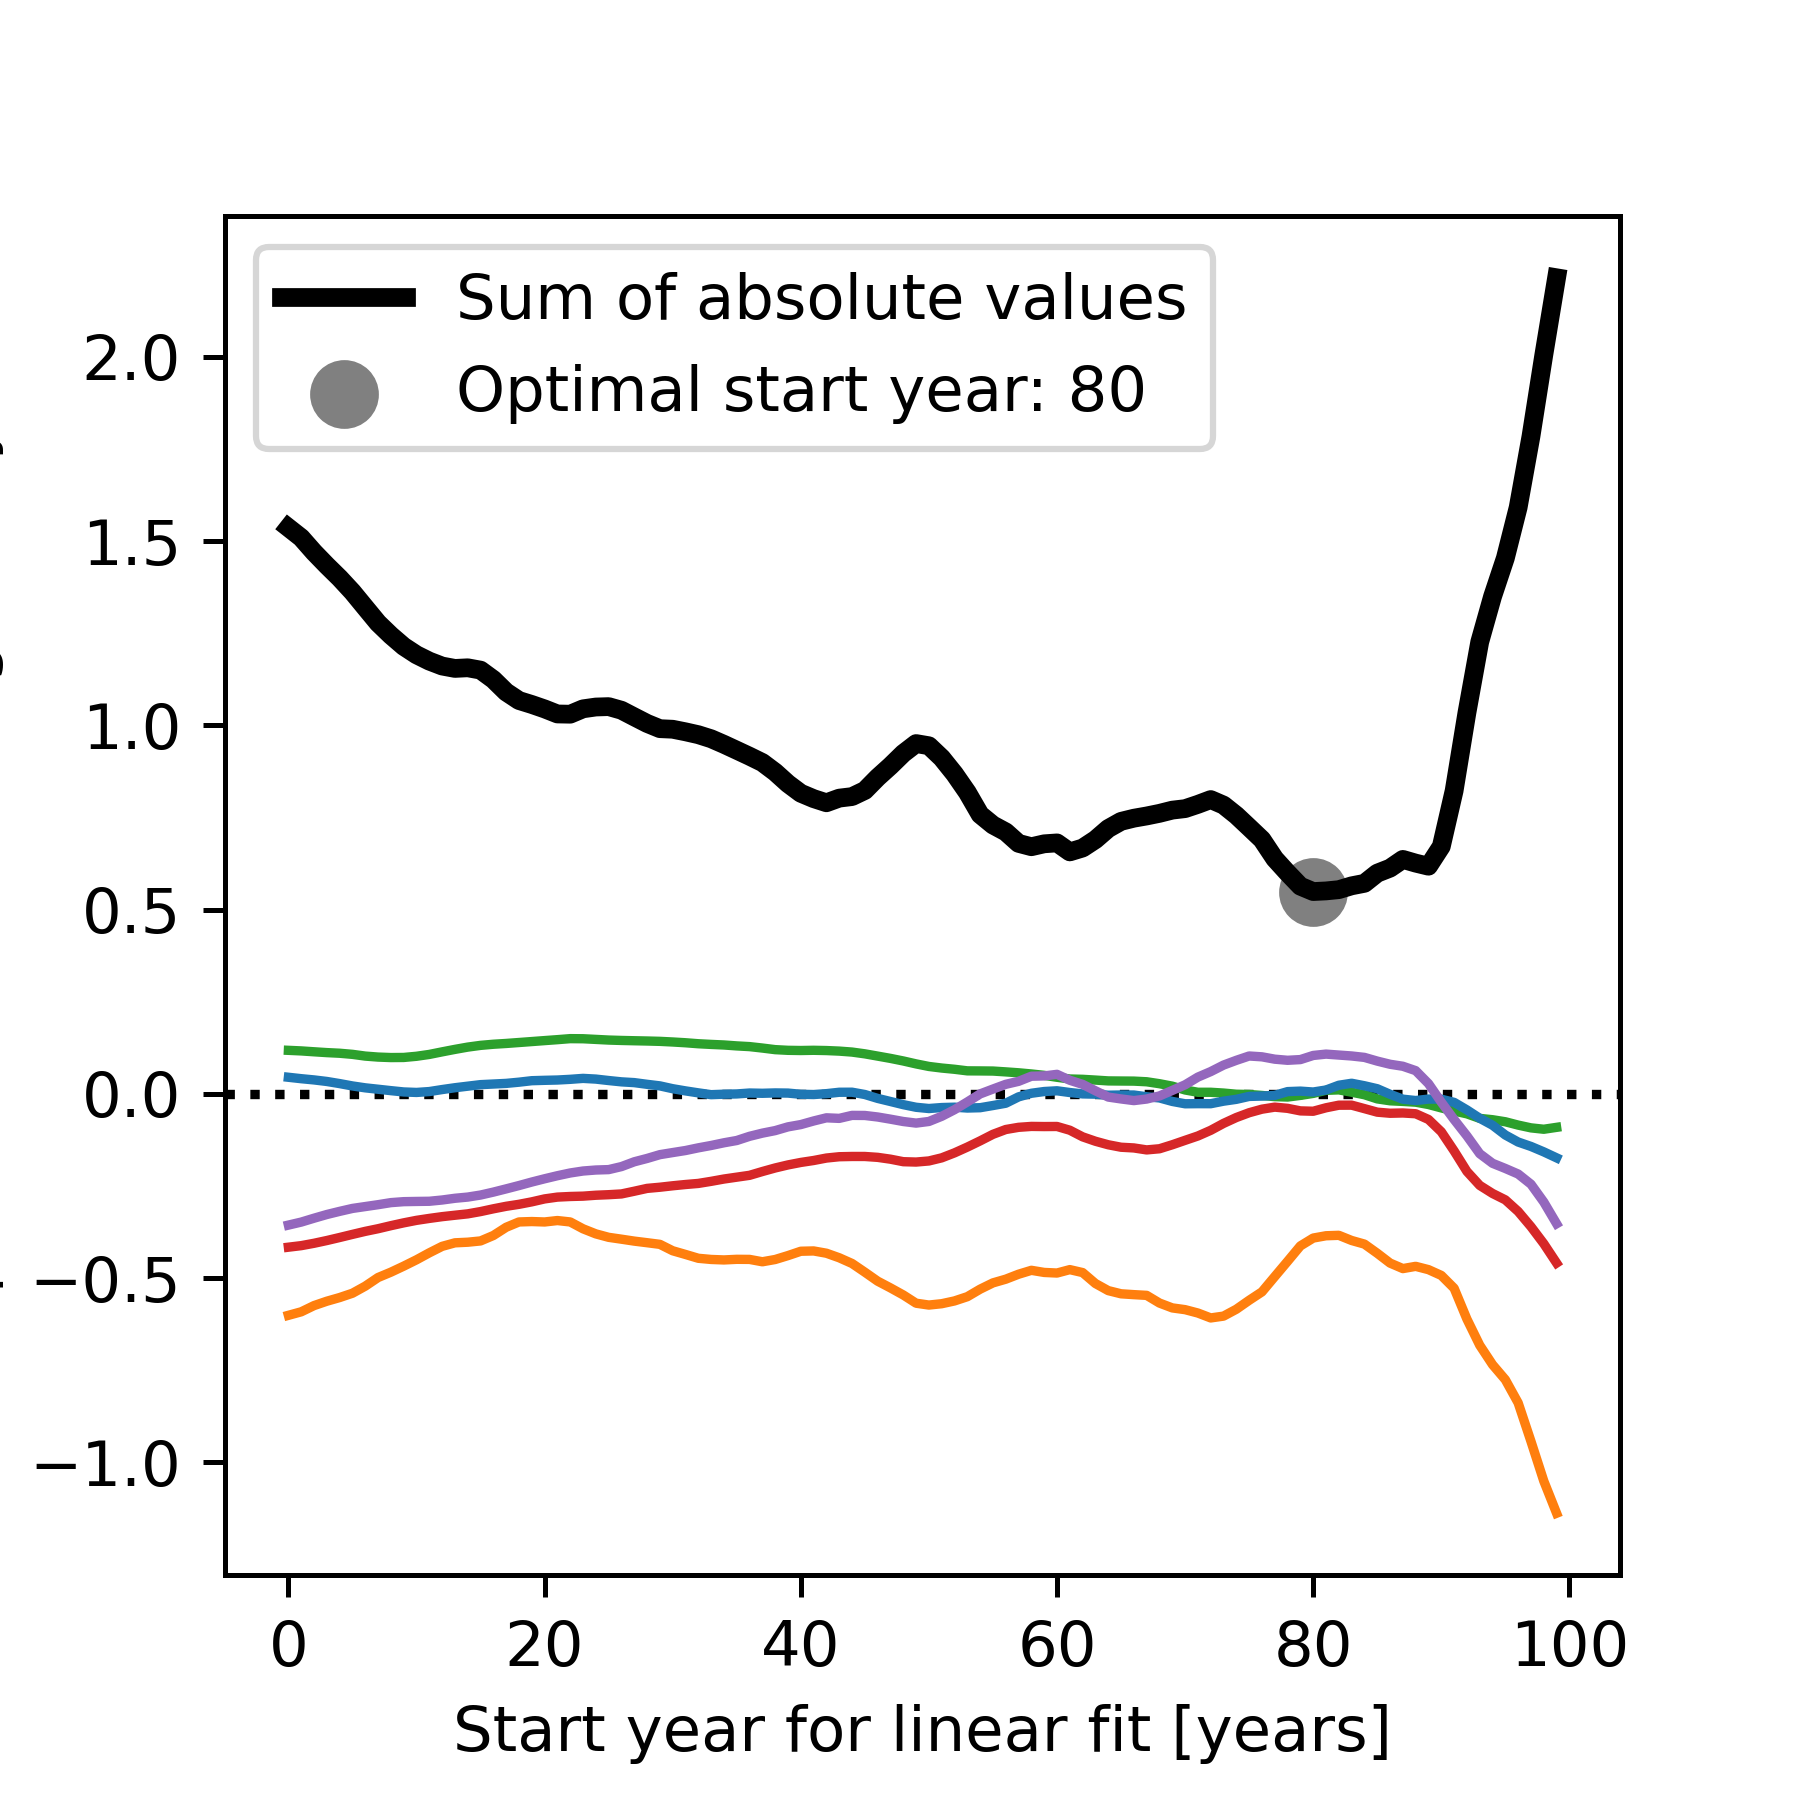 Sum of absolute values
Optimal start year: 80
2.0
1.5
1.0
0.5
0.0
−0.5
−1.0
0 20 40 60 80 100
Start year for linear fit [years]